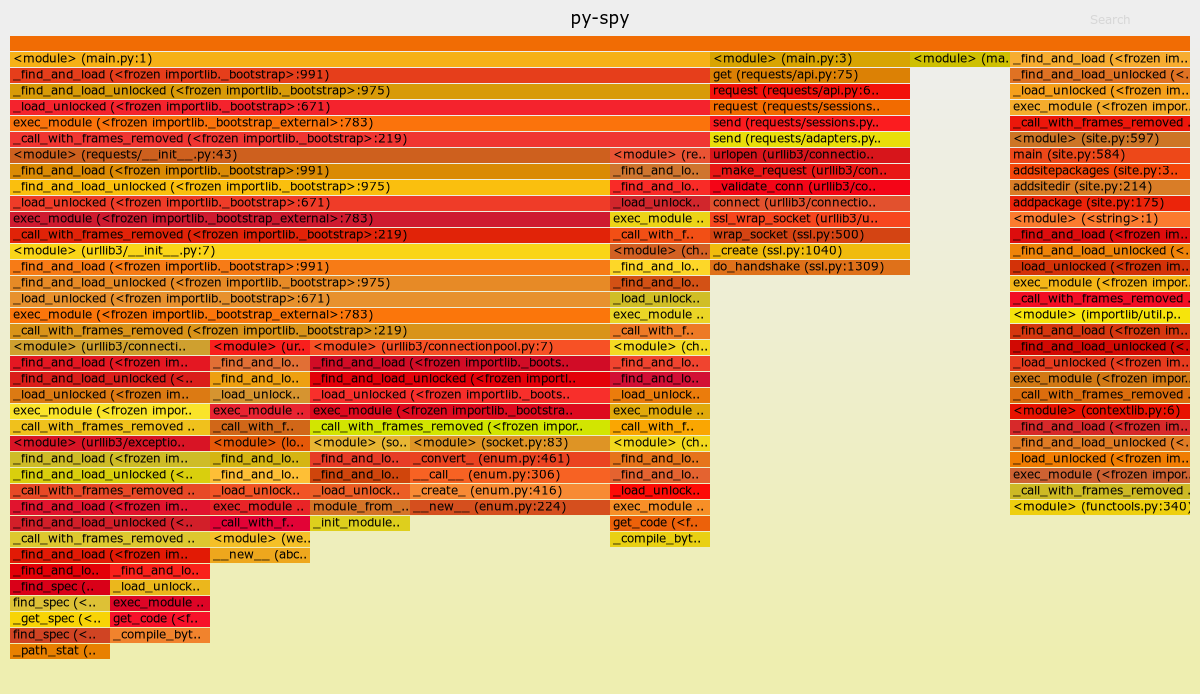 py-spy
Search
<module> (main.py:1) <module> (main.py:3) <module> (ma.. _find_and_load (<frozen im..
_find_and_load (<frozen importlib._bootstrap>:991) get (requests/api.py:75) _find_and_load_unlocked (<..
_find_and_load_unlocked (<frozen importlib._bootstrap>:975) request (requests/api.py:6.. _load_unlocked (<frozen im..
_load_unlocked (<frozen importlib._bootstrap>:671) request (requests/sessions.. exec_module (<frozen impor..
exec_module (<frozen importlib._bootstrap_external>:783) send (requests/sessions.py.. _call_with_frames_removed ..
_call_with_frames_removed (<frozen importlib._bootstrap>:219) send (requests/adapters.py.. <module> (site.py:597)
<module> (requests/__init__.py:43) <module> (re.. urlopen (urllib3/connectio.. main (site.py:584)
_find_and_load (<frozen importlib._bootstrap>:991) _find_and_lo.. _make_request (urllib3/con.. addsitepackages (site.py:3..
_find_and_load_unlocked (<frozen importlib._bootstrap>:975) _find_and_lo.. _validate_conn (urllib3/co.. addsitedir (site.py:214)
_load_unlocked (<frozen importlib._bootstrap>:671) _load_unlock.. connect (urllib3/connectio.. addpackage (site.py:175)
exec_module (<frozen importlib._bootstrap_external>:783) exec_module .. ssl_wrap_socket (urllib3/u.. <module> (<string>:1)
_call_with_frames_removed (<frozen importlib._bootstrap>:219) _call_with_f.. wrap_socket (ssl.py:500) _find_and_load (<frozen im..
<module> (urllib3/__init__.py:7) <module> (ch.. _create (ssl.py:1040) _find_and_load_unlocked (<..
_find_and_load (<frozen importlib._bootstrap>:991) _find_and_lo.. do_handshake (ssl.py:1309) _load_unlocked (<frozen im..
_find_and_load_unlocked (<frozen importlib._bootstrap>:975) _find_and_lo.. exec_module (<frozen impor..
_load_unlocked (<frozen importlib._bootstrap>:671) _load_unlock.. _call_with_frames_removed ..
exec_module (<frozen importlib._bootstrap_external>:783) exec_module .. <module> (importlib/util.p..
_call_with_frames_removed (<frozen importlib._bootstrap>:219) _call_with_f.. _find_and_load (<frozen im..
<module> (urllib3/connecti.. <module> (ur.. <module> (urllib3/connectionpool.py:7) <module> (ch.. _find_and_load_unlocked (<..
_find_and_load (<frozen im.. _find_and_lo.. _find_and_load (<frozen importlib._boots.. _find_and_lo.. _load_unlocked (<frozen im..
_find_and_load_unlocked (<.. _find_and_lo.. _find_and_load_unlocked (<frozen importl.. _find_and_lo.. exec_module (<frozen impor..
_load_unlocked (<frozen im.. _load_unlock.. _load_unlocked (<frozen importlib._boots.. _load_unlock.. _call_with_frames_removed ..
exec_module (<frozen impor.. exec_module .. exec_module (<frozen importlib._bootstra.. exec_module .. <module> (contextlib.py:6)
_call_with_frames_removed .. _call_with_f.. _call_with_frames_removed (<frozen impor.. _call_with_f.. _find_and_load (<frozen im..
<module> (urllib3/exceptio.. <module> (lo.. <module> (so.. <module> (socket.py:83) <module> (ch.. _find_and_load_unlocked (<..
_find_and_load (<frozen im.. _find_and_lo.. _find_and_lo.. _convert_ (enum.py:461) _find_and_lo.. _load_unlocked (<frozen im..
_find_and_load_unlocked (<.. _find_and_lo.. _find_and_lo.. __call__ (enum.py:306) _find_and_lo.. exec_module (<frozen impor..
_call_with_frames_removed .. _load_unlock.. _load_unlock.. _create_ (enum.py:416) _load_unlock.. _call_with_frames_removed ..
_find_and_load (<frozen im.. exec_module .. module_from_.. __new__ (enum.py:224) exec_module .. <module> (functools.py:340)
_find_and_load_unlocked (<.. _call_with_f.. _init_module.. get_code (<f..
_call_with_frames_removed .. <module> (we.. _compile_byt..
_find_and_load (<frozen im.. __new__ (abc..
_find_and_lo.. _find_and_lo..
_find_spec (.. _load_unlock..
find_spec (<.. exec_module ..
_get_spec (<.. get_code (<f..
find_spec (<.. _compile_byt..
_path_stat (..